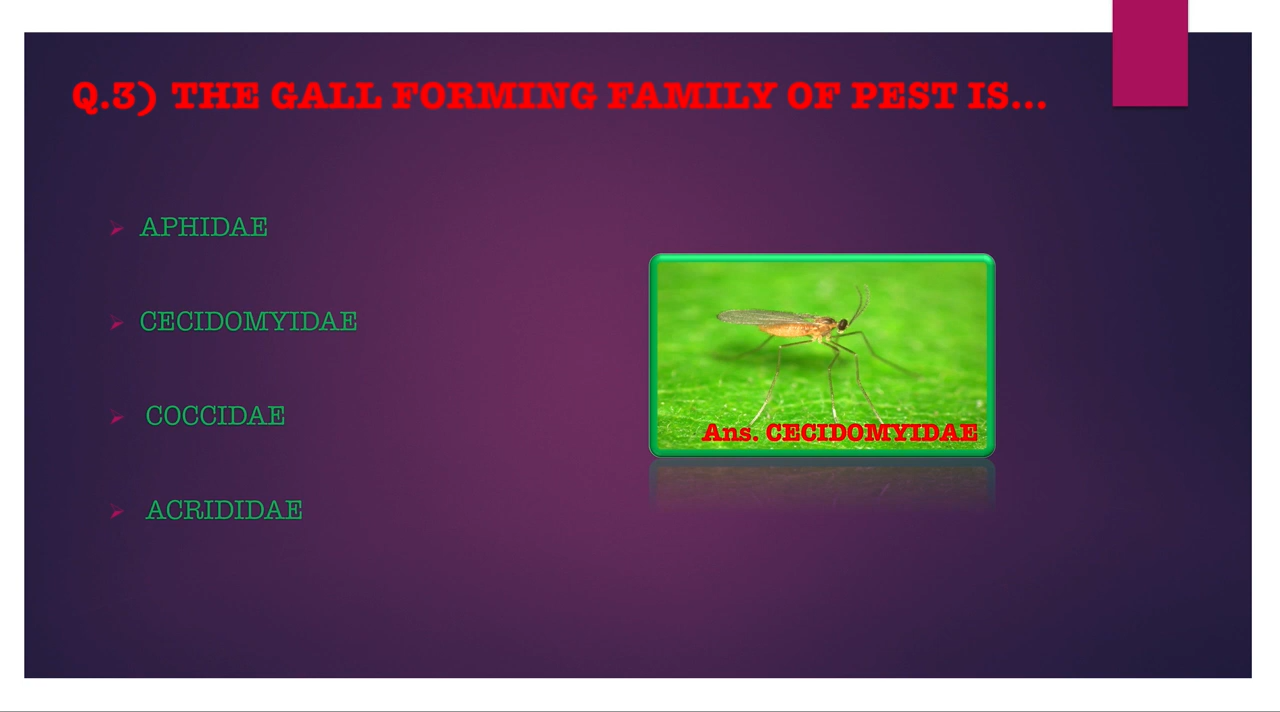 Q.3) THE GALL FORMING FAMILY OF PEST IS...
APHIDAE
CECIDOMYIDAE
COCCIDAE
ACRIDIDAE
Ans. CECIDOMYIDAE